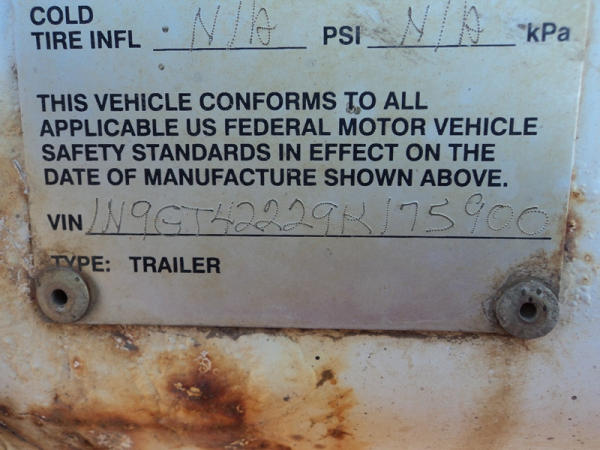 COLD
TIRE INFL N/A PSI N/A kPa
THIS VEHICLE CONFORMS TO ALL
APPLICABLE US FEDERAL MOTOR VEHICLE
SAFETY STANDARDS IN EFFECT ON THE
DATE OF MANUFACTURE SHOWN ABOVE.
VIN 1N9GT42229K175900
TYPE: TRAILER